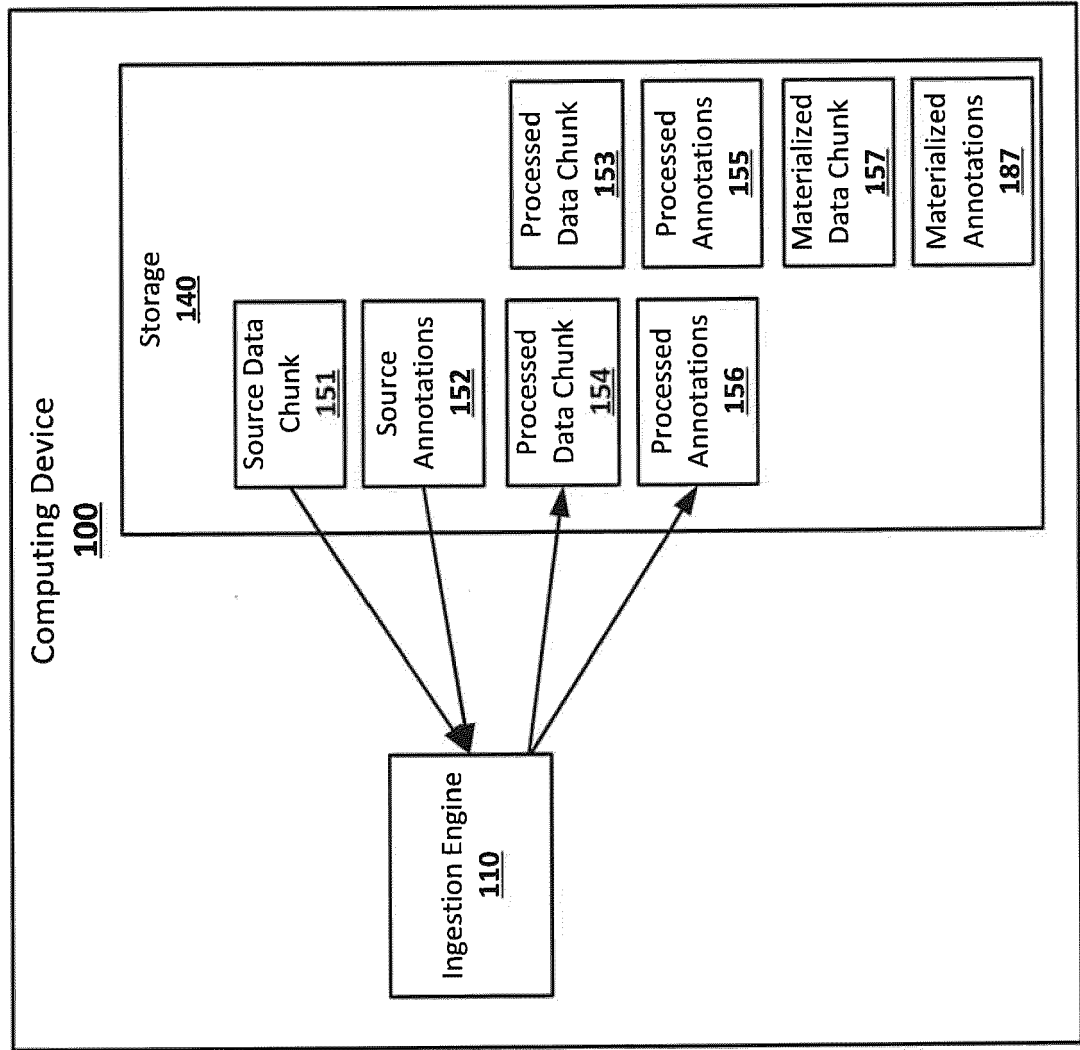 Computing Device
100
Storage
140
Source Data
Chunk
151
Source
Annotations
152
Ingestion Engine
110
Processed
Data Chunk
154
Processed
Data Chunk
153
Processed
Annotations
156
Processed
Annotations
155
Materialized
Data Chunk
157
Materialized
Annotations
187